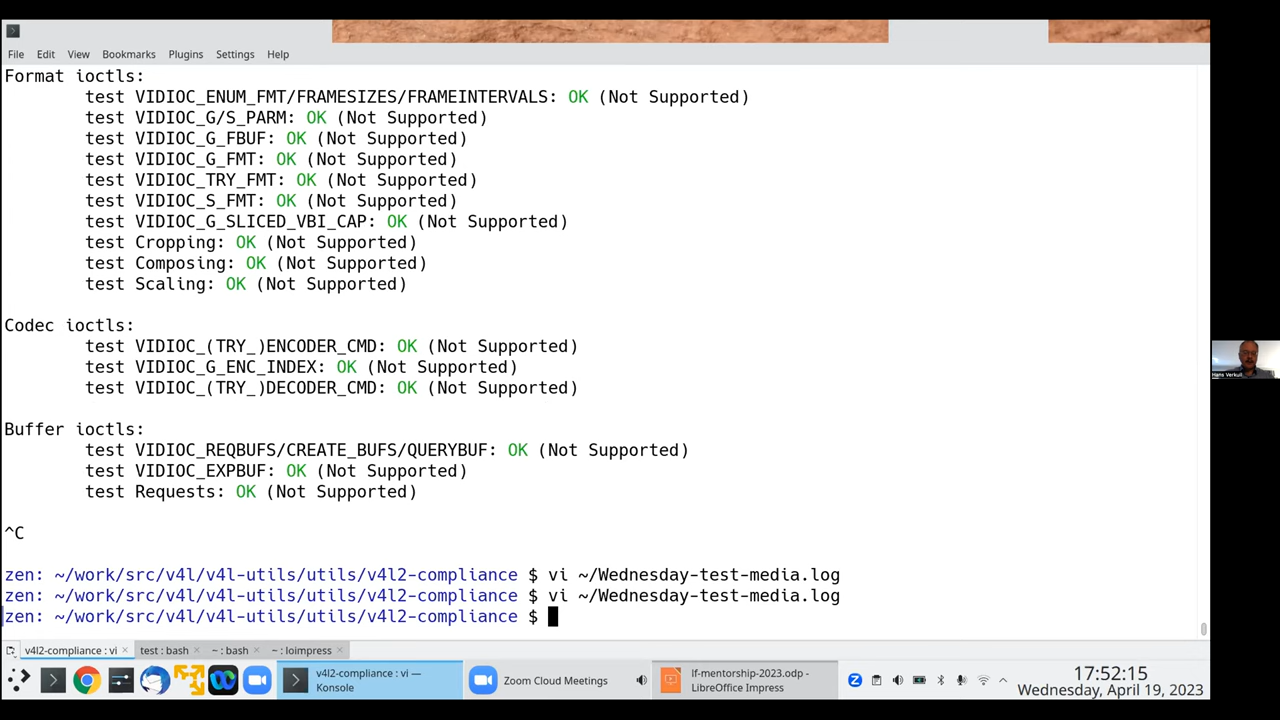 File Edit View Bookmarks Plugins Settings Help
Format ioctls:
test VIDIOC_ENUM_FMT/FRAMESIZES/FRAMEINTERVALS: OK (Not Supported)
test VIDIOC_G/S_PARM: OK (Not Supported)
test VIDIOC_G_FBUF: OK (Not Supported)
test VIDIOC_G_FMT: OK (Not Supported)
test VIDIOC_TRY_FMT: OK (Not Supported)
test VIDIOC_S_FMT: OK (Not Supported)
test VIDIOC_G_SLICED_VBI_CAP: OK (Not Supported)
test Cropping: OK (Not Supported)
test Composing: OK (Not Supported)
test Scaling: OK (Not Supported)
Codec ioctls:
test VIDIOC_(TRY_)ENCODER_CMD: OK (Not Supported)
test VIDIOC_G_ENC_INDEX: OK (Not Supported)
test VIDIOC_(TRY_)DECODER_CMD: OK (Not Supported)
Buffer ioctls:
test VIDIOC_REQBUFS/CREATE_BUFS/QUERYBUF: OK (Not Supported)
test VIDIOC_EXPBUF: OK (Not Supported)
test Requests: OK (Not Supported)
^C
zen: ~/work/src/v4l/v4l-utils/utils/v4l2-compliance $ vi ~/Wednesday-test-media.log
zen: ~/work/src/v4l/v4l-utils/utils/v4l2-compliance $ vi ~/Wednesday-test-media.log
zen: ~/work/src/v4l/v4l-utils/utils/v4l2-compliance $
Hans Verkuil
v4l2-compliance : vi × test : bash × ~ : bash × ~ : loimpress ×
v4l2-compliance : vi —
Konsole
Zoom Cloud Meetings
lf-mentorship-2023.odp -
LibreOffice Impress
17:52:15
Wednesday, April 19, 2023